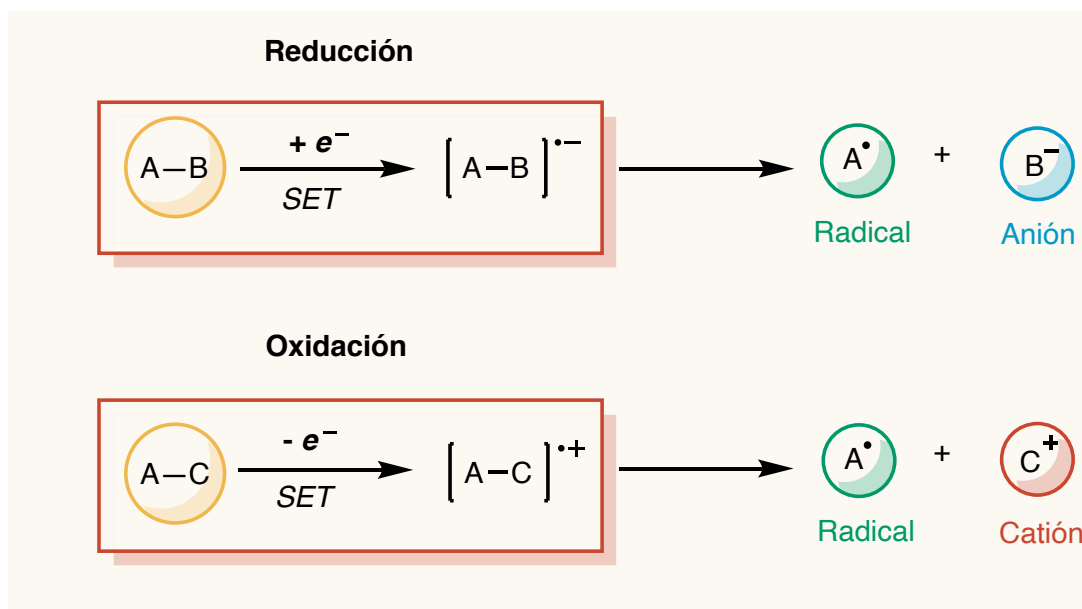 Reducción
A—B + e⁻ SET [A—B]•− A• + B⁻
Radical Anión
Oxidación
A—C - e⁻ SET [A—C]•+ A• + C⁺
Radical Catión